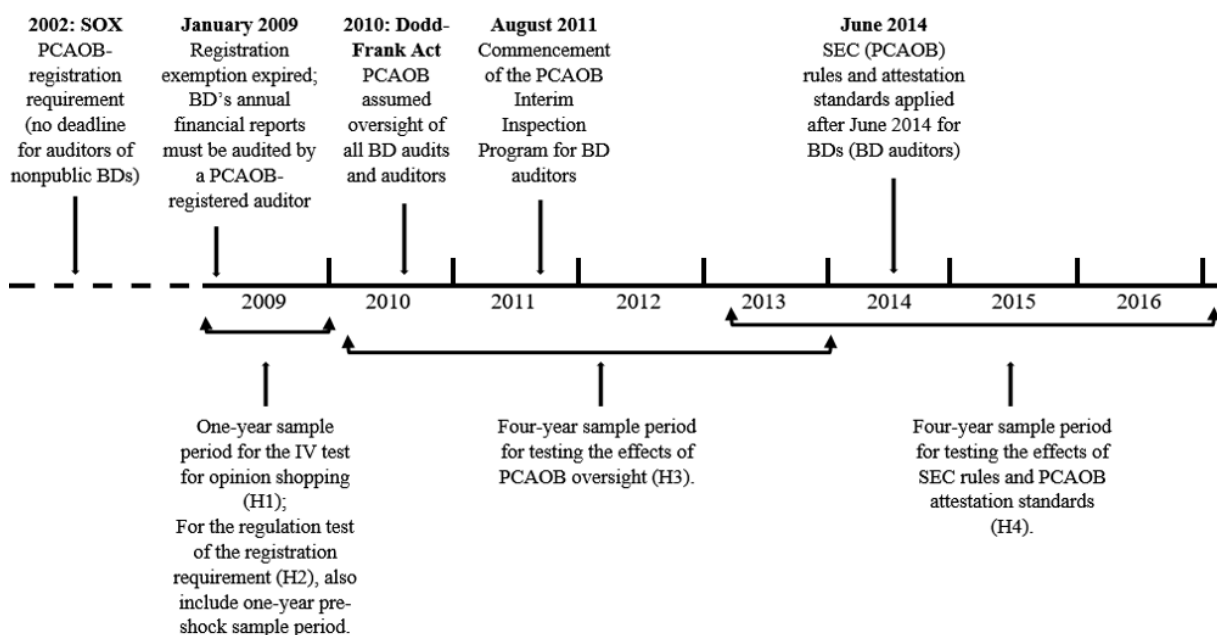 2002: SOX
PCAOB-
registration
requirement
(no deadline
for auditors of
nonpublic BDs)
January 2009
Registration
exemption expired;
BD's annual
financial reports
must be audited by
a PCAOB-
registered auditor
2010: Dodd-
Frank Act
PCAOB
assumed
oversight of
all BD audits
and auditors
August 2011
Commencement
of the PCAOB
Interim
Inspection
Program for BD
auditors
June 2014
SEC (PCAOB)
rules and attestation
standards applied
after June 2014 for
BDs (BD auditors)
2009
2010
2011
2012
2013
2014
2015
2016
One-year sample
period for the IV test
for opinion shopping
(H1);
For the regulation test
of the registration
requirement (H2), also
include one-year pre-
shock sample period.
Four-year sample period
for testing the effects of
PCAOB oversight (H3).
Four-year sample period
for testing the effects of
SEC rules and PCAOB
attestation standards
(H4).